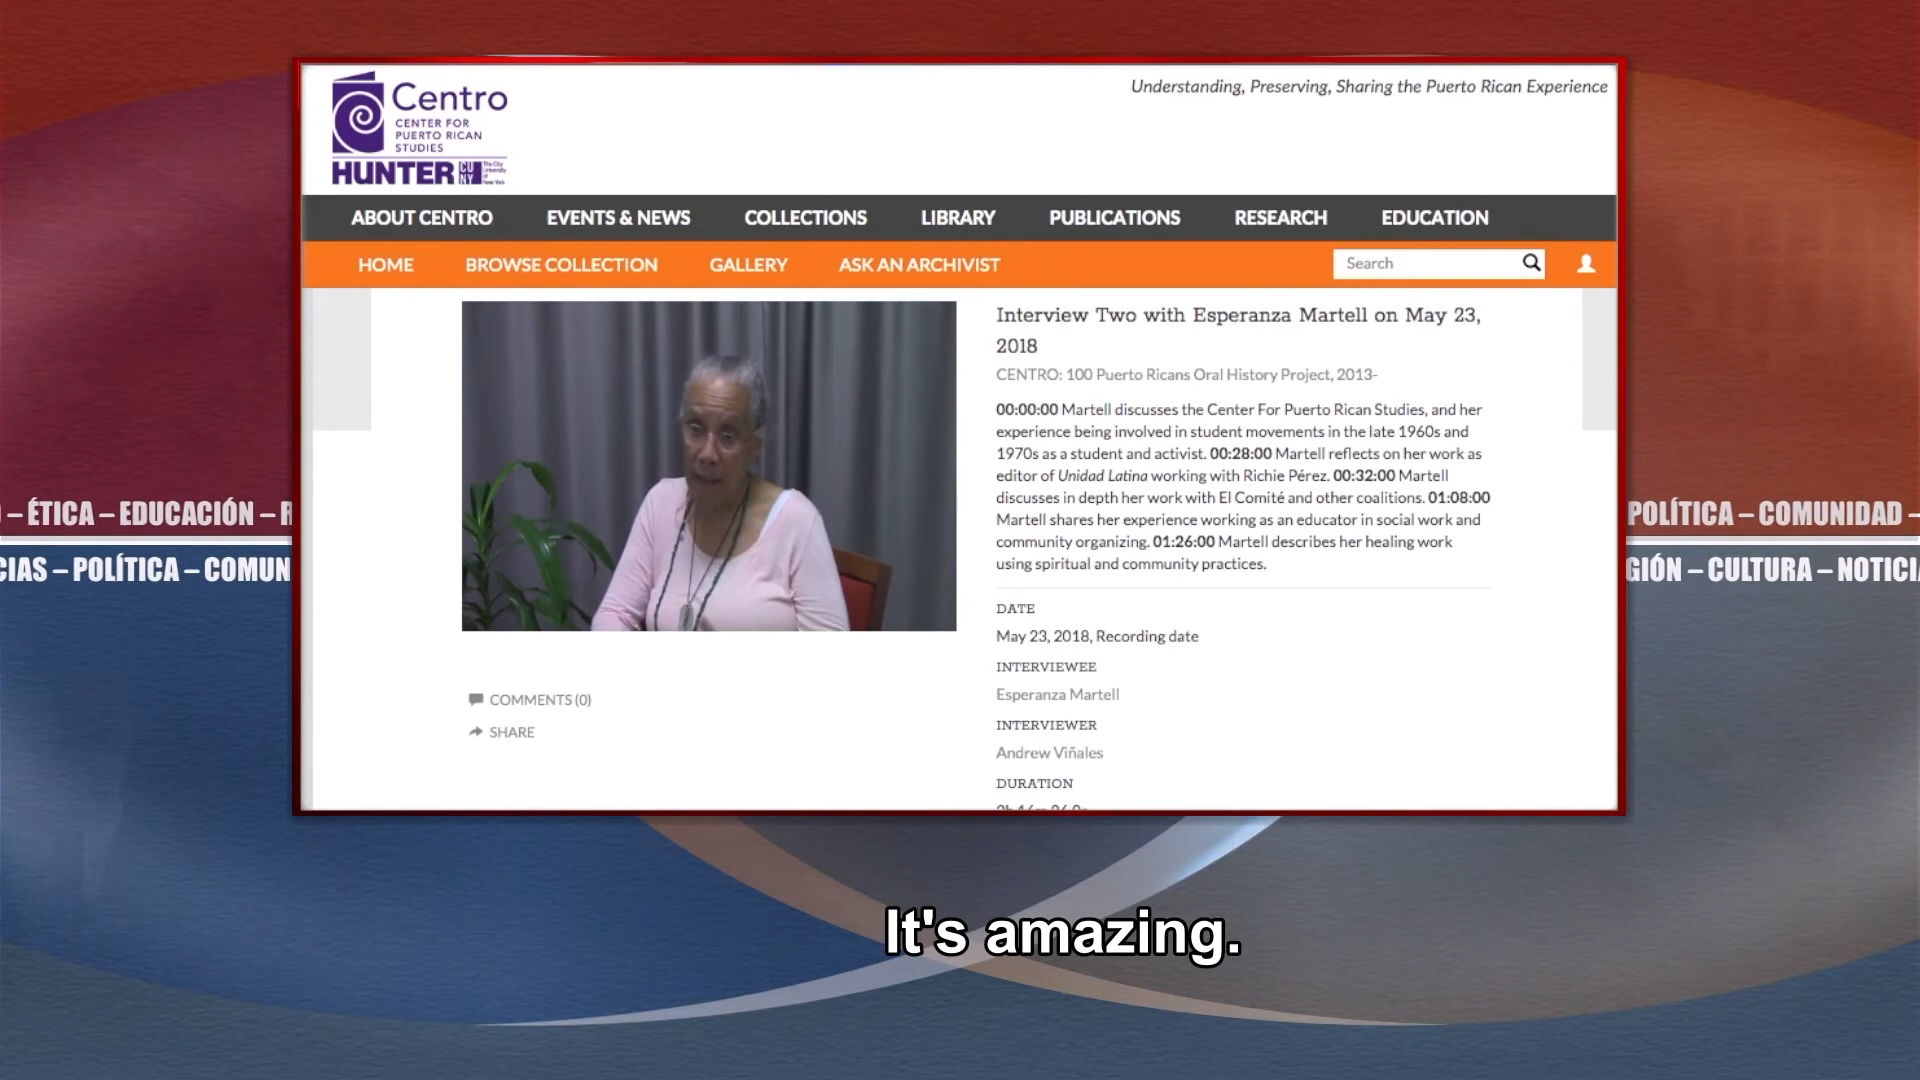 Centro
CENTER FOR
PUERTO RICAN
STUDIES
HUNTER CUNY The City University of New York
Understanding, Preserving, Sharing the Puerto Rican Experience
ABOUT CENTRO EVENTS & NEWS COLLECTIONS LIBRARY PUBLICATIONS RESEARCH EDUCATION
HOME BROWSE COLLECTION GALLERY ASK AN ARCHIVIST Search
Interview Two with Esperanza Martell on May 23,
2018
CENTRO: 100 Puerto Ricans Oral History Project, 2013-
00:00:00 Martell discusses the Center For Puerto Rican Studies, and her
experience being involved in student movements in the late 1960s and
1970s as a student and activist. 00:28:00 Martell reflects on her work as
editor of Unidad Latina working with Richie Pérez. 00:32:00 Martell
discusses in depth her work with El Comité and other coalitions. 01:08:00
Martell shares her experience working as an educator in social work and
community organizing. 01:26:00 Martell describes her healing work
using spiritual and community practices.
DATE
May 23, 2018, Recording date
INTERVIEWEE
Esperanza Martell
INTERVIEWER
Andrew Viñales
DURATION
COMMENTS (0)
SHARE
– ÉTICA – EDUCACIÓN –
POLÍTICA – COMUNIDAD –
– POLÍTICA –
– CULTURA –
It's amazing.